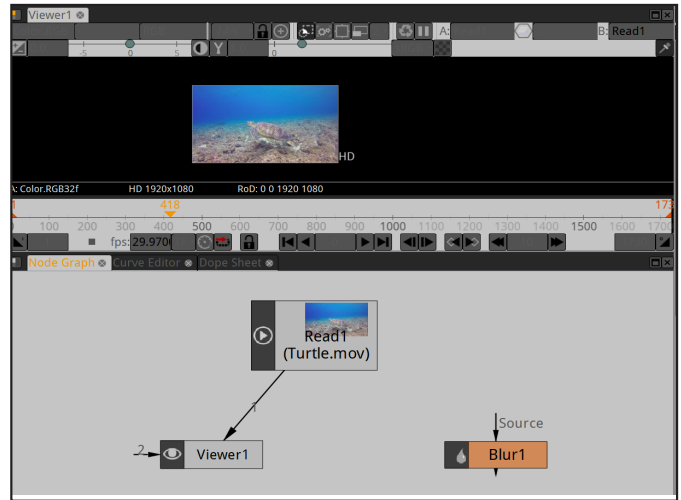 Viewer1
A:
B: Read1
-5 0 5
0
HD
A: Color.RGB32f HD 1920x1080 RoD: 0 0 1920 1080
1 418 173
100 200 300 400 500 600 700 800 900 1000 1100 1200 1300 1400 1500 1600 1700
fps: 29.970
Node Graph Curve Editor Dope Sheet
Read1
(Turtle.mov)
1
Source
2
Viewer1
Blur1